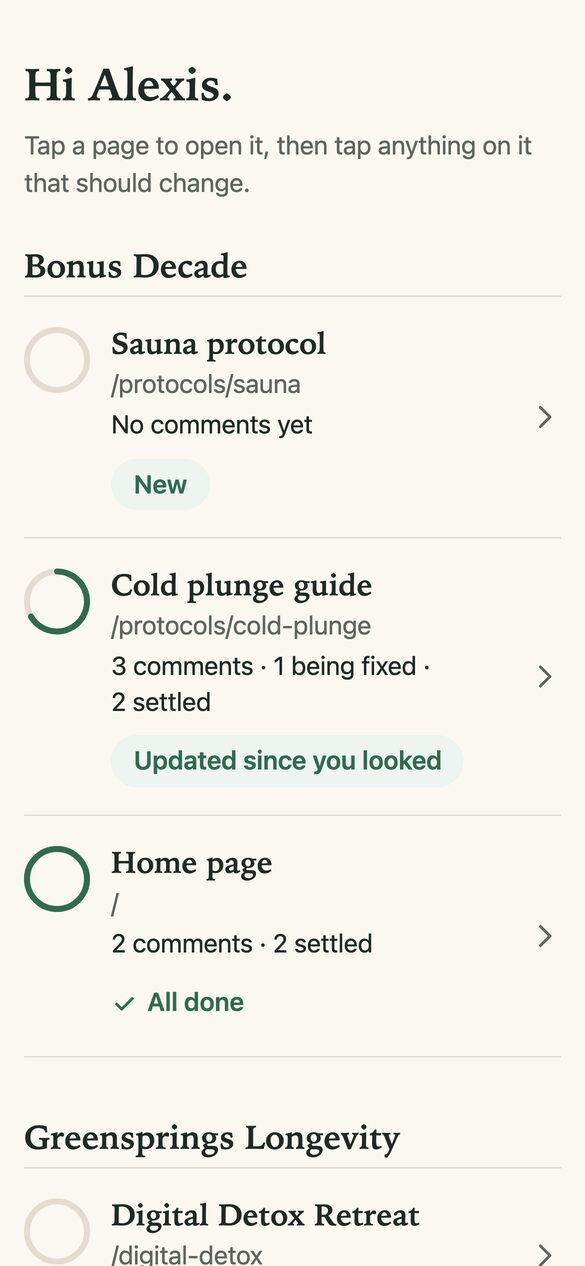 Hi Alexis.
Tap a page to open it, then tap anything on it
that should change.
Bonus Decade
Sauna protocol
/protocols/sauna
No comments yet
New
Cold plunge guide
/protocols/cold-plunge
3 comments · 1 being fixed ·
2 settled
Updated since you looked
Home page
/
2 comments · 2 settled
All done
Greensprings Longevity
Digital Detox Retreat
/digital-detox